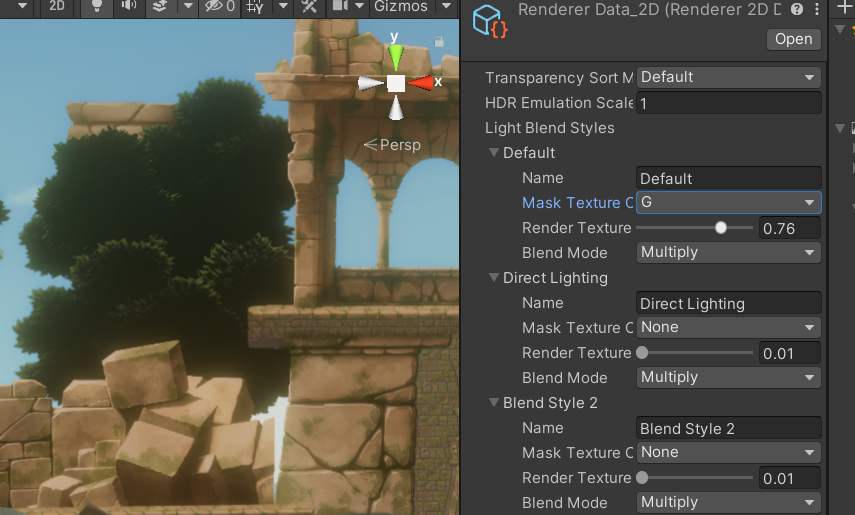 2D
0
Gizmos
y
x
Persp
Renderer Data_2D (Renderer 2D D
Open
Transparency Sort M Default
HDR Emulation Scale 1
Light Blend Styles
Default
Name Default
Mask Texture C G
Render Texture 0.76
Blend Mode Multiply
Direct Lighting
Name Direct Lighting
Mask Texture C None
Render Texture 0.01
Blend Mode Multiply
Blend Style 2
Name Blend Style 2
Mask Texture C None
Render Texture 0.01
Blend Mode Multiply